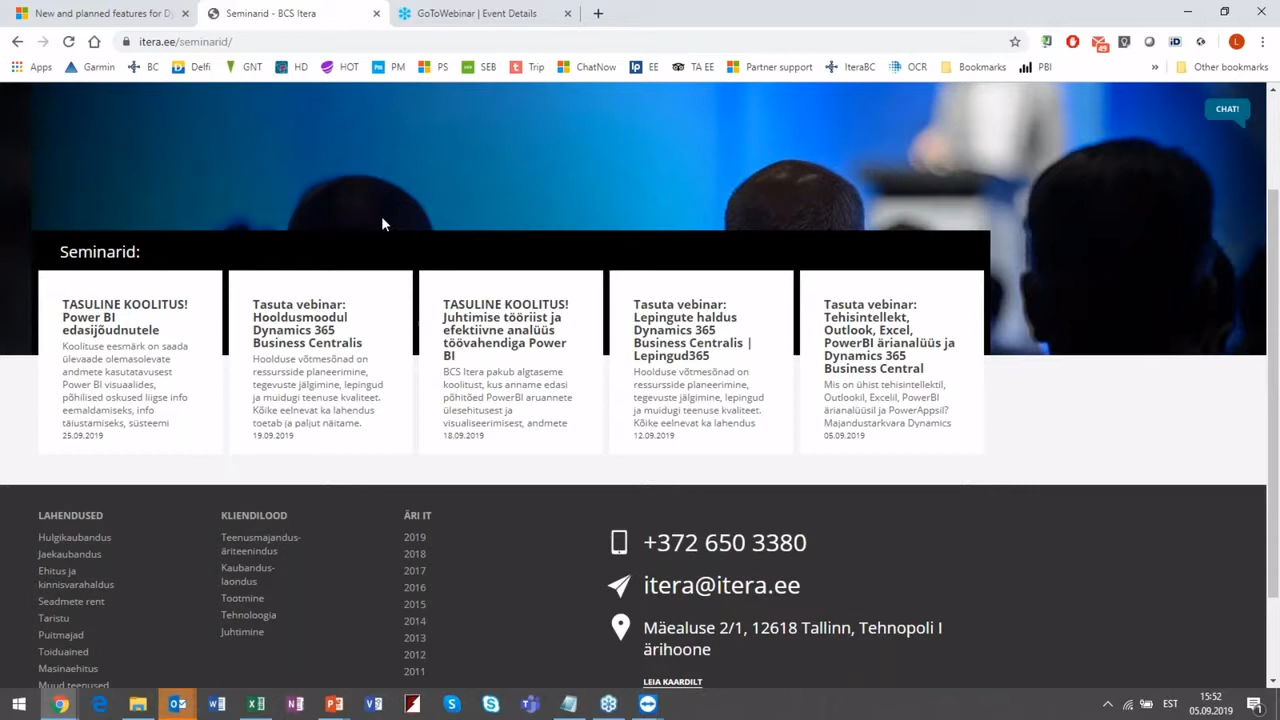 New and planned features for Dy
Seminarid - BCS Itera
GoToWebinar | Event Details
itera.ee/seminarid/
49
iD
L
Apps
Garmin
BC
Delfi
GNT
HD
HOT
PM
PS
SEB
Trip
ChatNow
EE
TA EE
Partner support
IteraBC
OCR
Bookmarks
PBI
»
Other bookmarks
CHAT!
Seminarid:
TASULINE KOOLITUS!
Power BI
edasijõudnutele
Koolituse eesmärk on saada
ülevaade olemasolevate
andmete kasutatavusest
Power BI visuaalides,
põhilised oskused liigse info
eemaldamiseks, info
täiustamiseks, süsteemi
25.09.2019
Tasuta vebinar:
Hooldusmoodul
Dynamics 365
Business Centralis
Hoolduse võtmesõnad on
ressursside planeerimine,
tegevuste jälgimine, lepingud
ja muidugi teenuse kvaliteet.
Kõike eelnevat ka lahendus
toetab ja paljut näitame.
19.09.2019
TASULINE KOOLITUS!
Juhtimise tööriist ja
efektiivne analüüs
töövahendiga Power
BI
BCS Itera pakub algtaseme
koolitust, kus anname edasi
põhitõed PowerBI aruannete
ülesehitusest ja
visualiseerimisest, andmete
18.09.2019
Tasuta vebinar:
Lepingute haldus
Dynamics 365
Business Centralis |
Lepingud365
Hoolduse võtmesõnad on
ressursside planeerimine,
tegevuste jälgimine, lepingud
ja muidugi teenuse kvaliteet.
Kõike eelnevat ka lahendus
12.09.2019
Tasuta vebinar:
Tehisintellekt,
Outlook, Excel,
PowerBI ärianalüüs ja
Dynamics 365
Business Central
Mis on ühist tehisintellektil,
Outlookil, Excelil, PowerBI
ärianalüüsil ja PowerAppsil?
Majandustarkvara Dynamics
05.09.2019
LAHENDUSED
Hulgikaubandus
Jaekaubandus
Ehitus ja
kinnisvarahaldus
Seadmete rent
Taristu
Puitmajad
Toiduained
Masinaehitus
Muud teenused
KLIENDILOOD
Teenusmajandus-
äriteenindus
Kaubandus-
laondus
Tootmine
Tehnoloogia
Juhtimine
ÄRI IT
2019
2018
2017
2016
2015
2014
2013
2012
2011
+372 650 3380
itera@itera.ee
Mäealuse 2/1, 12618 Tallinn, Tehnopoli I
ärihoone
LEIA KAARDILT
EST
15:52
05.09.2019
1